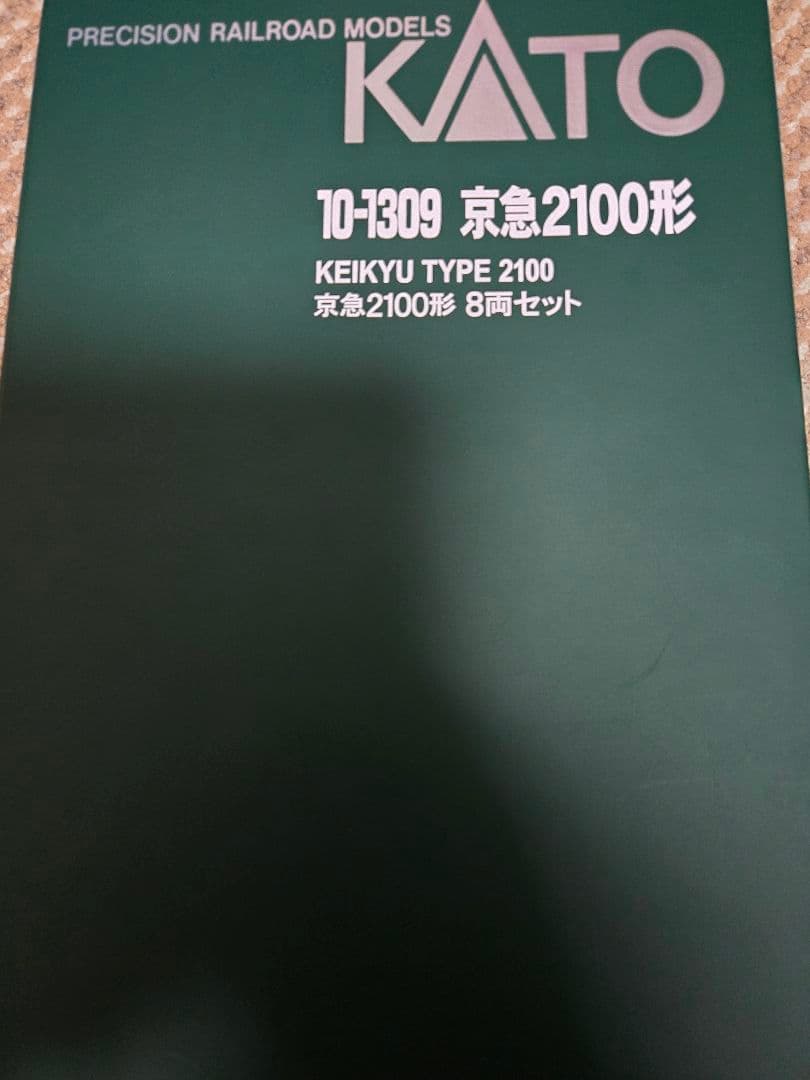 PRECISION RAILROAD MODELS
KATO
10-1309 京急2100形
KEIKYU TYPE 2100
京急2100形 8両セット